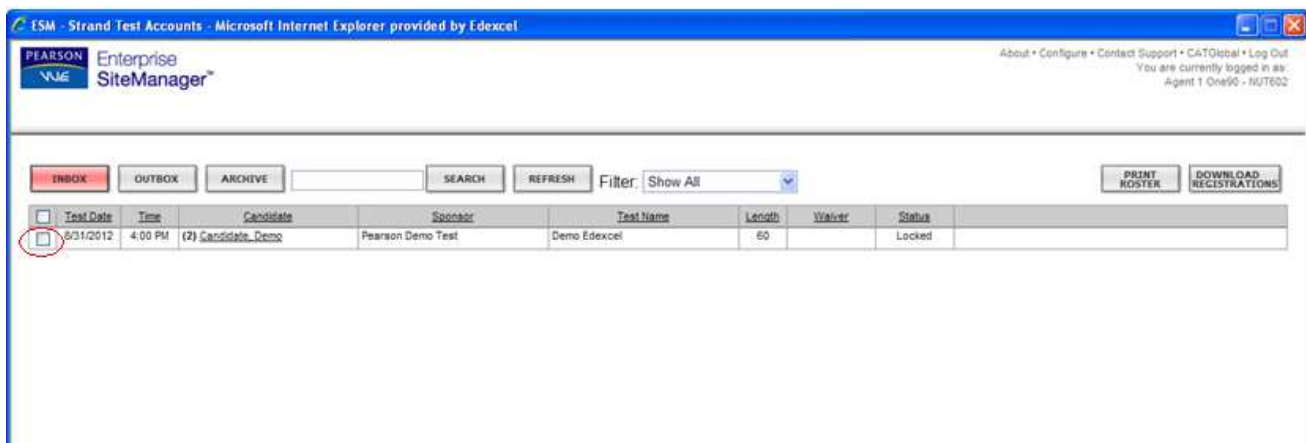 ESM - Strand Test Accounts - Microsoft Internet Explorer provided by Edexcel
PEARSON
VUE
Enterprise
SiteManager™
About • Configure • Contact Support • CATGlobal • Log Out
You are currently logged in as:
Agent 1 One90 - NUT602
INBOX OUTBOX ARCHIVE SEARCH REFRESH Filter: Show All PRINT ROSTER DOWNLOAD REGISTRATIONS
Test Date Time Candidate Sponsor Test Name Length Waiver Status
8/31/2012 4:00 PM (2) Candidate_Demo Pearson Demo Test Demo Edexcel 60 Locked